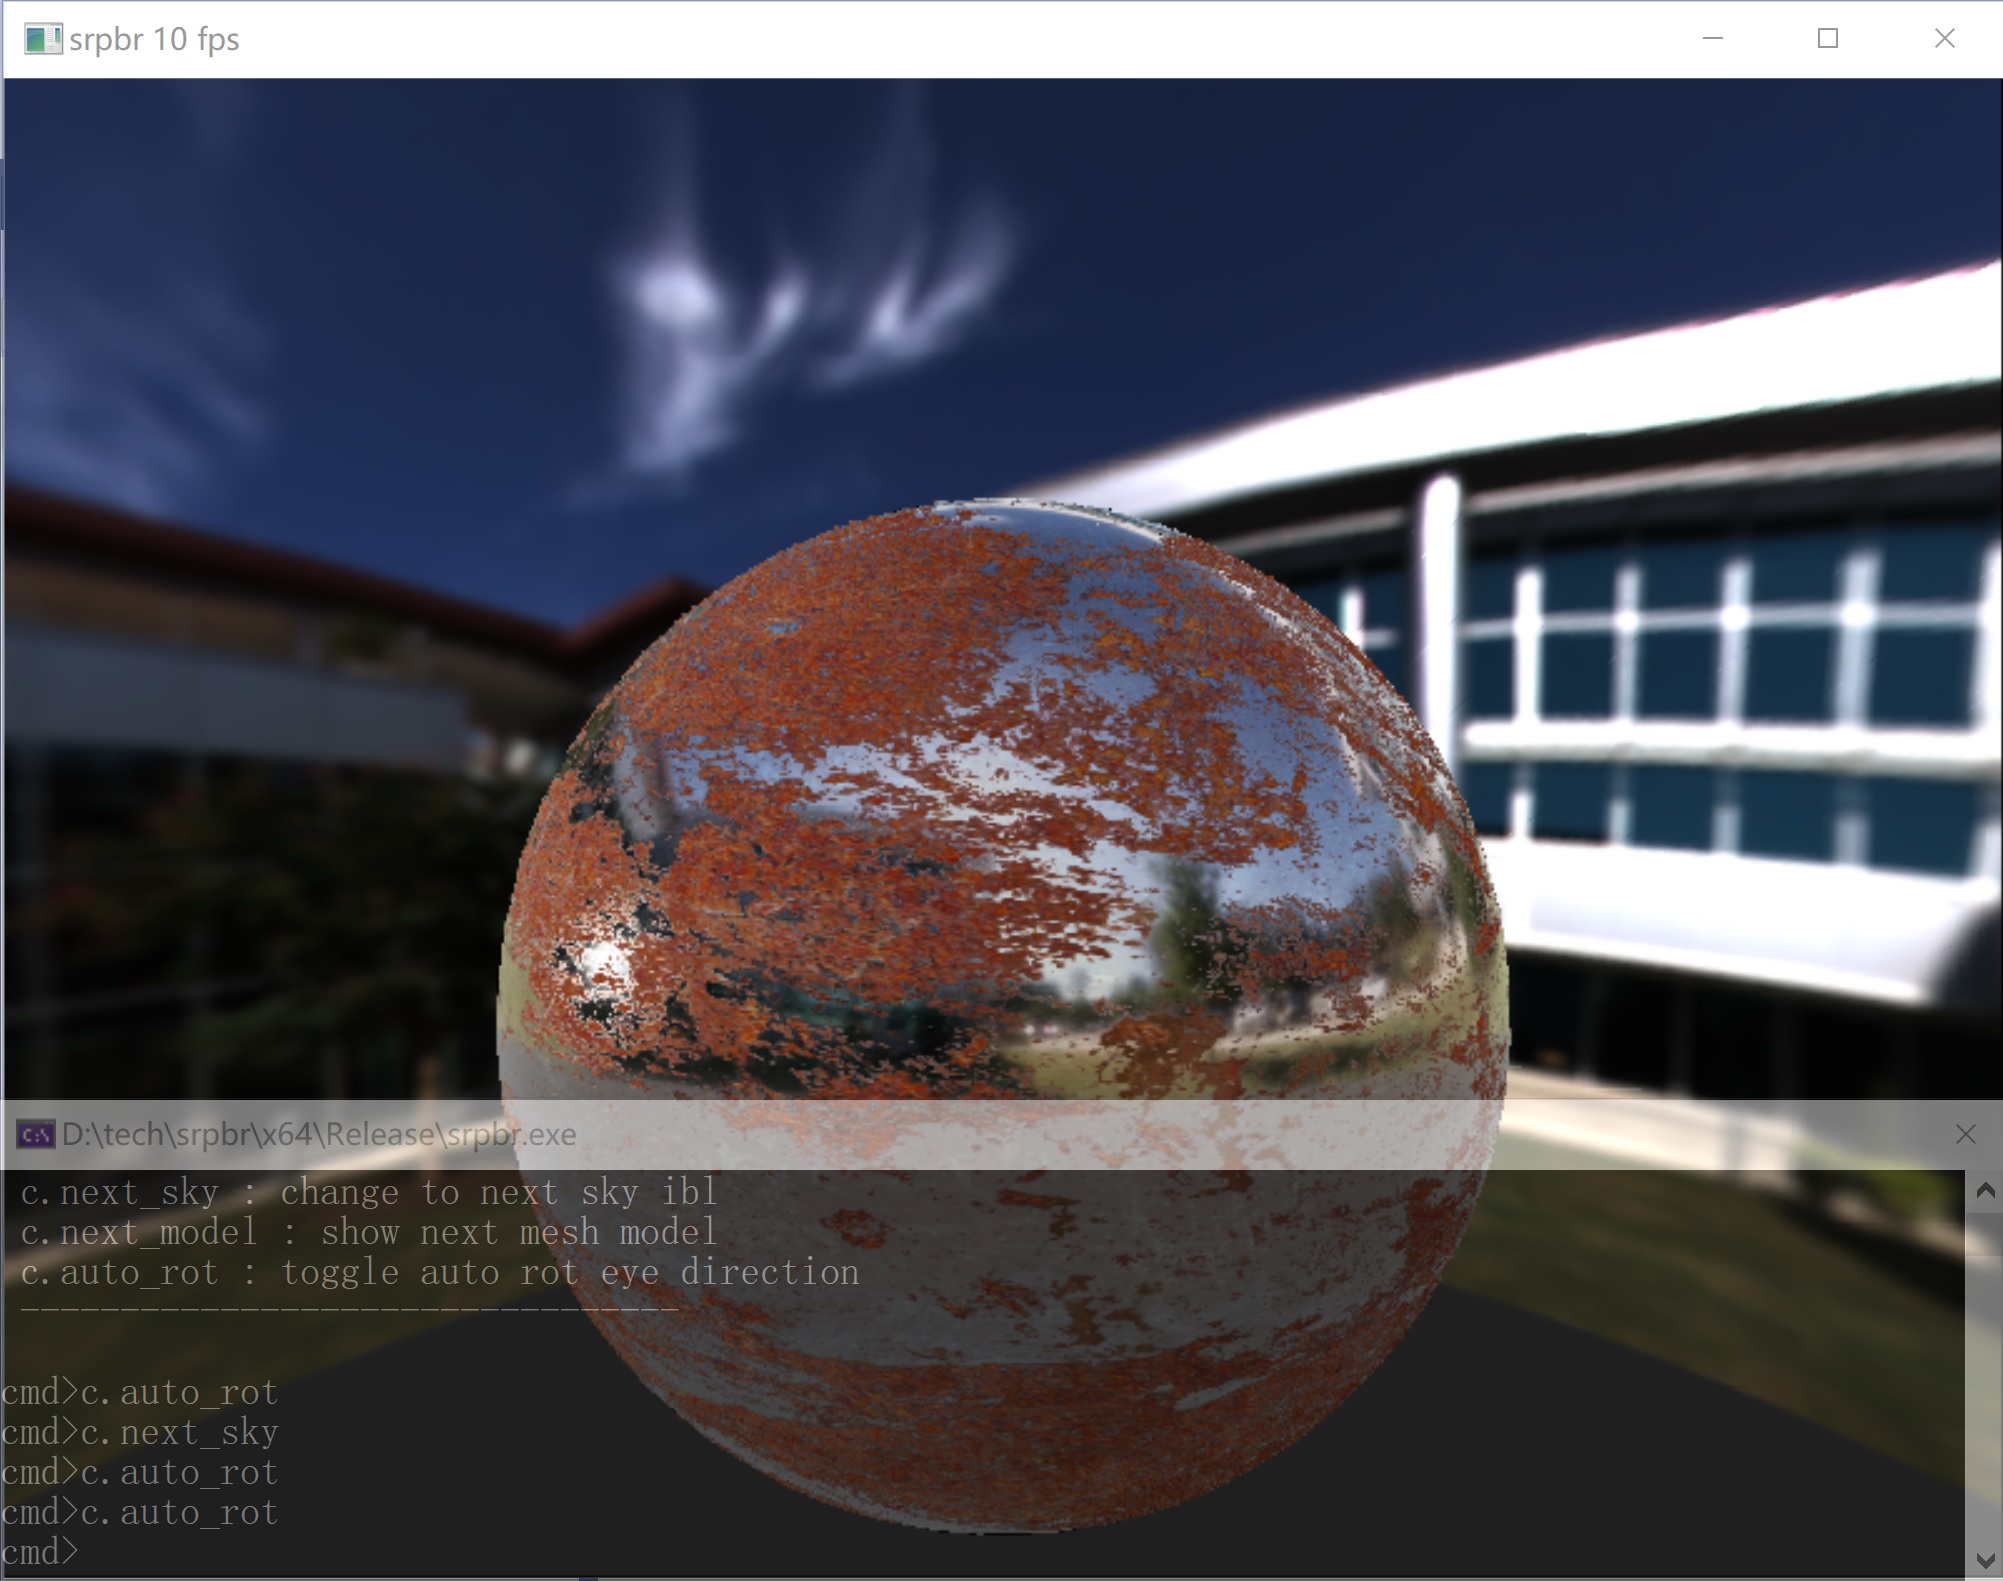 srpbr 10 fps
D:\tech\srpbr\x64\Release\srpbr.exe
c.next_sky : change to next sky ibl
c.next_model : show next mesh model
c.auto_rot : toggle auto rot eye direction
---------------------------------
cmd>c.auto_rot
cmd>c.next_sky
cmd>c.auto_rot
cmd>c.auto_rot
cmd>